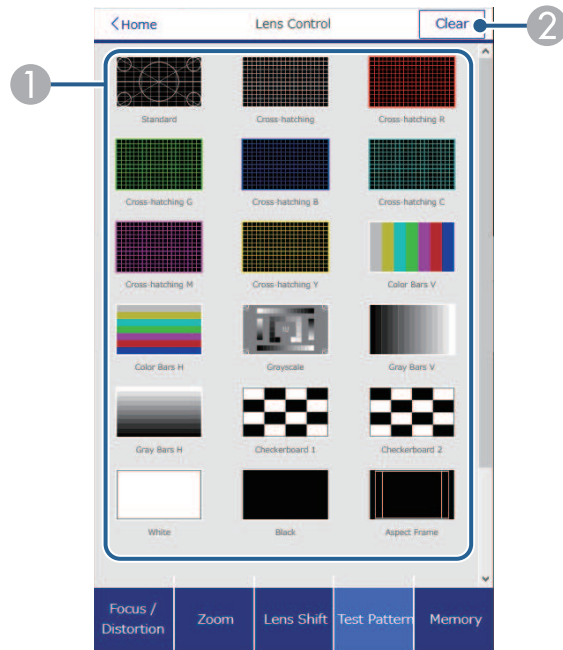 <Home
Lens Control
Clear
2
1
Standard
Cross-hatching
Cross-hatching R
Cross-hatching G
Cross-hatching B
Cross-hatching C
Cross-hatching M
Cross-hatching Y
Color Bars V
Color Bars H
Grayscale
Gray Bars V
Gray Bars H
Checkerboard 1
Checkerboard 2
White
Black
Aspect Frame
Focus /
Distortion
Zoom
Lens Shift
Test Pattern
Memory